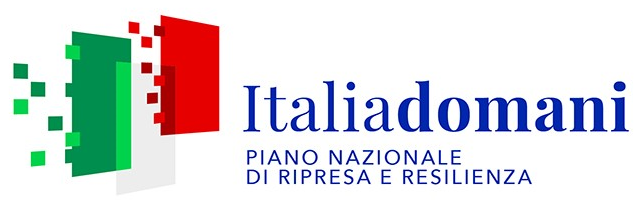 Italiadomani
PIANO NAZIONALE
DI RIPRESA E RESILIENZA